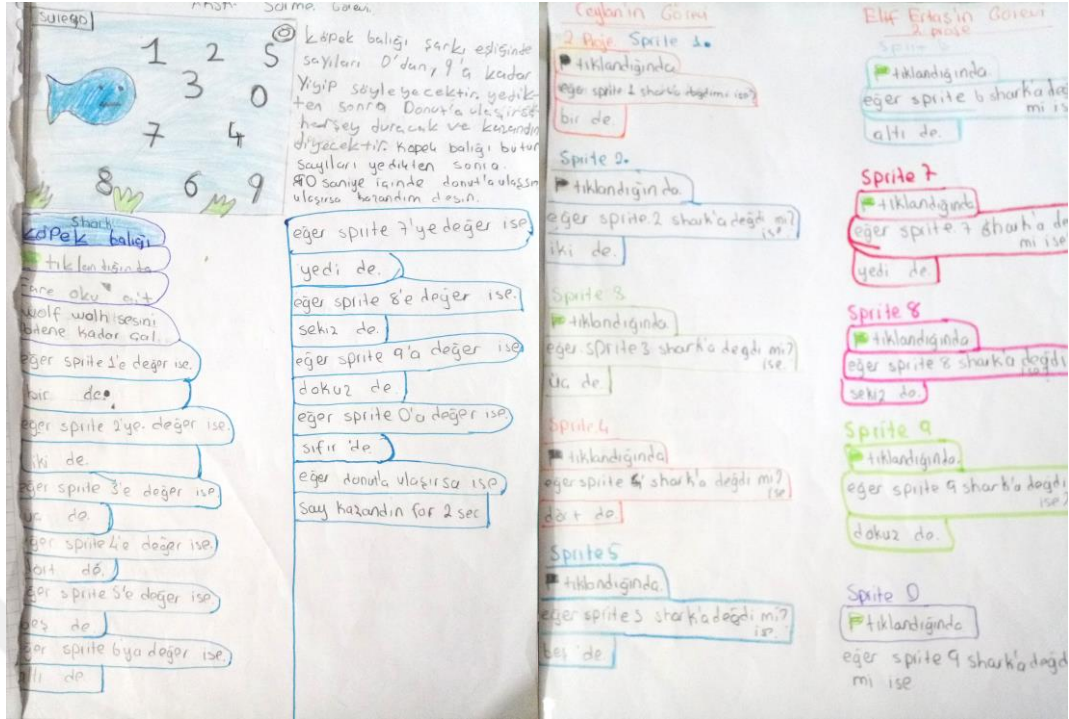 Görevi
Sülego
1 2 5
3 0
7 4
8 6 9
Köpek balığı şarkı eşliğinde
sayıları 0'dan, 9'a kadar
Yiyip söyleyecektir. yedik-
ten sonra Donut'a ulaşırsa
herşey duracak ve kazandın
diyecektir. Köpek balığı bütün
sayıları yedikten sonra.
10 saniye içinde donut'a ulaşsın
ulaşırsa kazandım desin.
Shark
köpek balığı
tıklandığında
fare oku git
wolf walh sesini
bitene kadar çal.
eğer sprite 1'e değer ise.
bir de.
eğer sprite 2'ye değer ise.
iki de.
eğer sprite 3'e değer ise
üç de.
eğer sprite 4'e değer ise.
dört de.
eğer sprite 5'e değer ise
beş de
eğer sprite 6ya değer ise.
altı de
eğer sprite 7'ye değer ise
yedi de.
eğer sprite 8'e değer ise.
sekiz de.
eğer sprite 9'a değer ise
dokuz de.
eğer sprite 0'a değer ise.
sıfır de.
eğer donuta ulaşırsa ise
say kazandın for 2 sec
Ceylan'ın Görevi
2 Proje Sprite 1.
tıklandığında
eğer sprite 1 shark'a değdimi ise?
bir de.
Sprite 2.
tıklandığında.
eğer sprite 2 shark'a değdi mi?
ise.
iki de.
Sprite 3
tıklandığında.
eğer sprite 3 shark'a değdi mi?
ise.
üç de.
Sprite 4
tıklandığında
eğer sprite 4 shark'a değdi mi?
ise
dört de
Sprite 5
tıklandığında.
eğer sprite 5 shark'a değdi mi?
ise.
beş de.
Elif Ertaş'ın Görevi
2 proje
Sprite 6
tıklandığında.
eğer sprite 6 shark'a değ
mi is
altı de.
Sprite 7
tıklandığında
eğer sprite 7 shark'a de
mi ise
yedi de.
Sprite 8
tıklandığında
eğer sprite 8 shark'a değdi
ise
sekiz de.
Sprite 9
tıklandığında.
eğer sprite 9 shark'a değdi
ise?
dokuz de.
Sprite 0
tıklandığında
eğer sprite 9 shark'a değd
mi ise